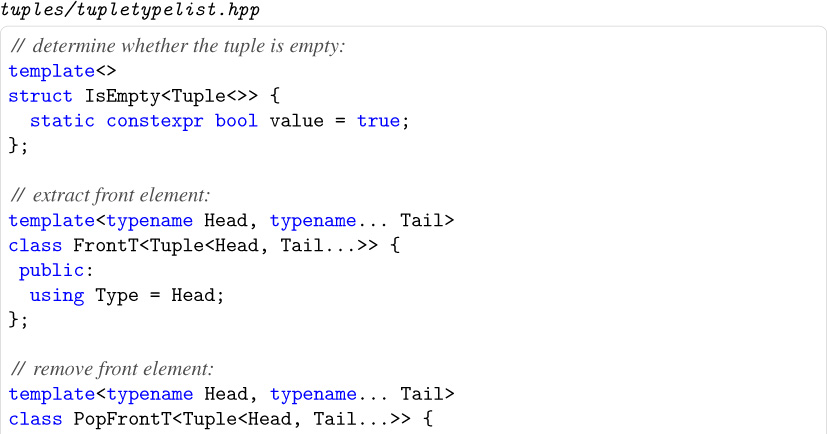 tuples/tupletypelist.hpp
// determine whether the tuple is empty:
template<>
struct IsEmpty<Tuple<>> {
  static constexpr bool value = true;
};

// extract front element:
template<typename Head, typename... Tail>
class FrontT<Tuple<Head, Tail...>> {
 public:
  using Type = Head;
};

// remove front element:
template<typename Head, typename... Tail>
class PopFrontT<Tuple<Head, Tail...>> {